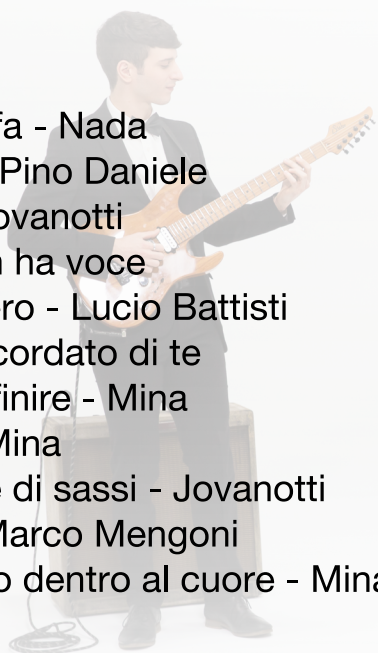 fa - Nada
Pino Daniele
ovanotti
ha voce
ro - Lucio Battisti
cordato di te
finire - Mina
Mina
di sassi - Jovanotti
Marco Mengoni
o dentro al cuore - Mina